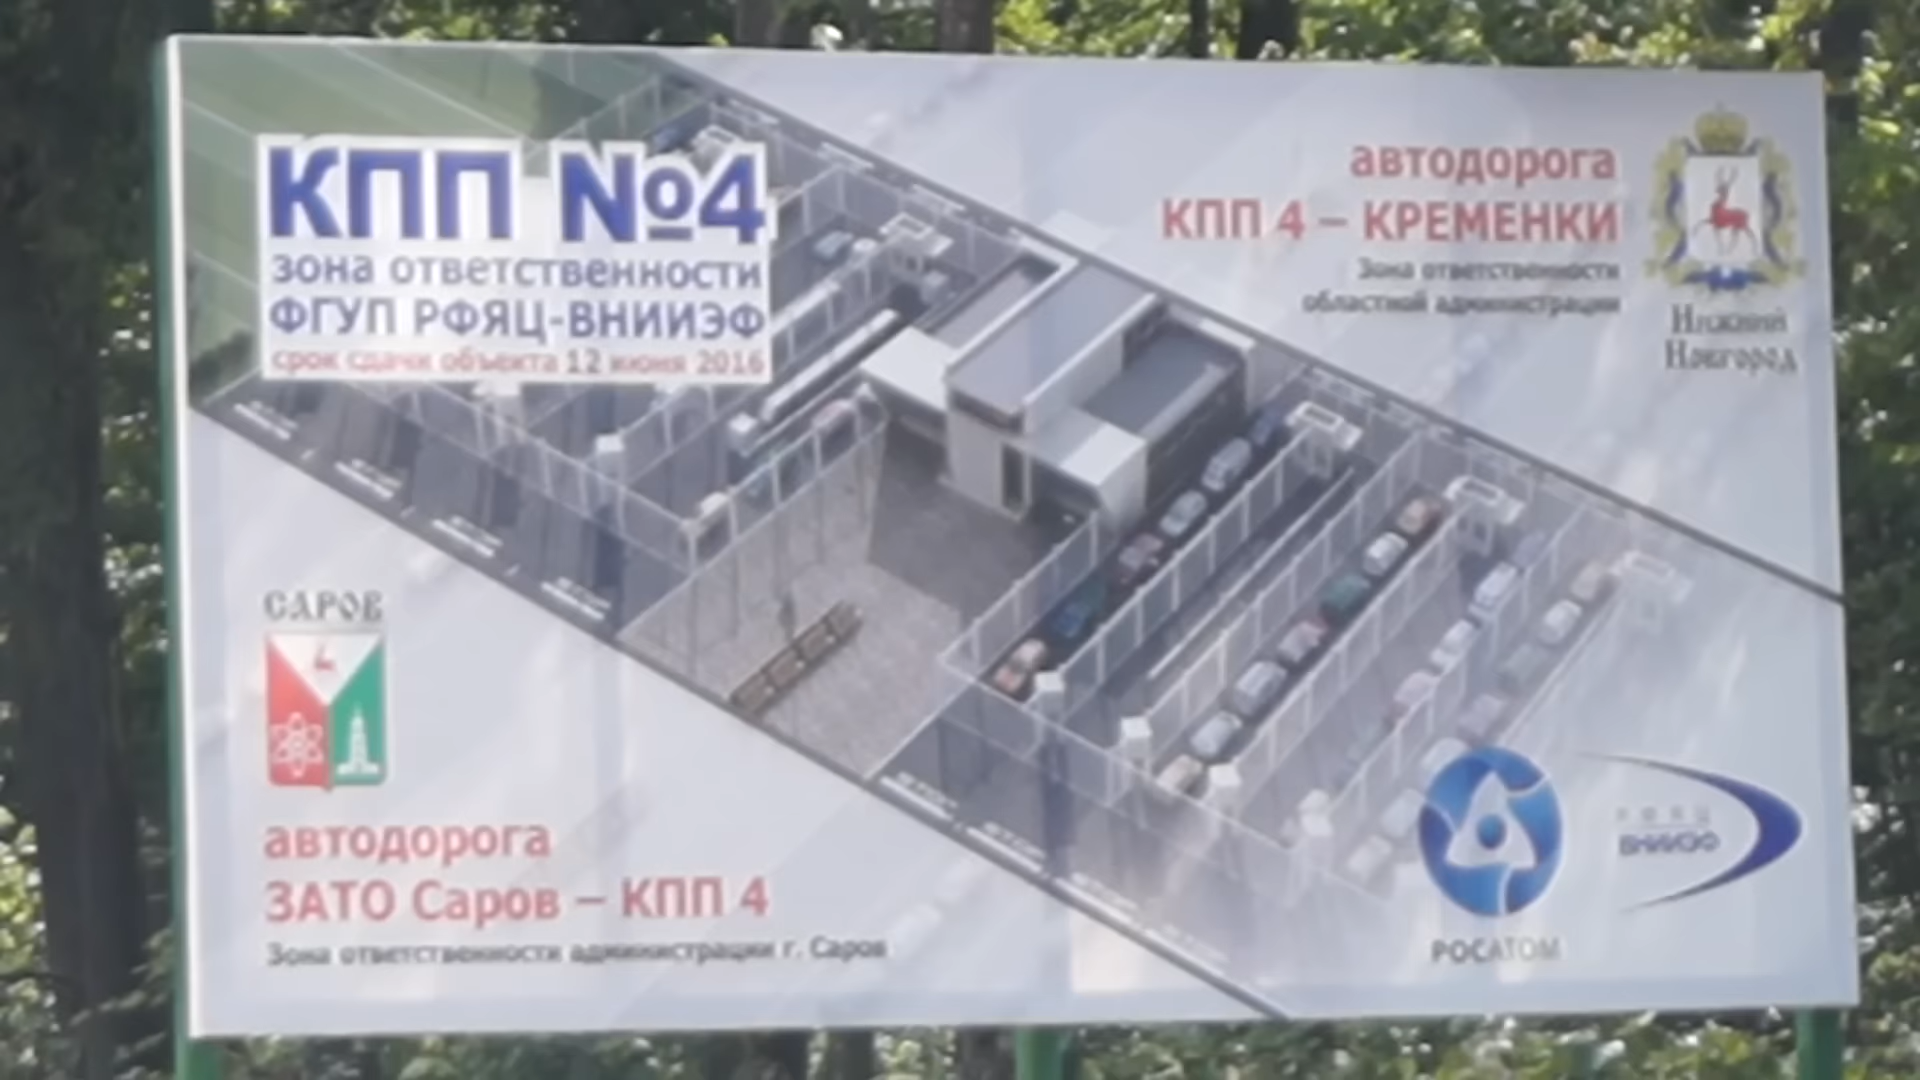 КПП №4
зона ответственности
ФГУП РФЯЦ-ВНИИЭФ
срок сдачи объекта 12 июня 2016
автодорога
КПП 4 – КРЕМЕНКИ
Зона ответственности
областной администрации
Нижний
Новгород
САРОВ
автодорога
ЗАТО Саров – КПП 4
Зона ответственности администрации г. Саров
РОСАТОМ
РФЯЦ
ВНИИЭФ